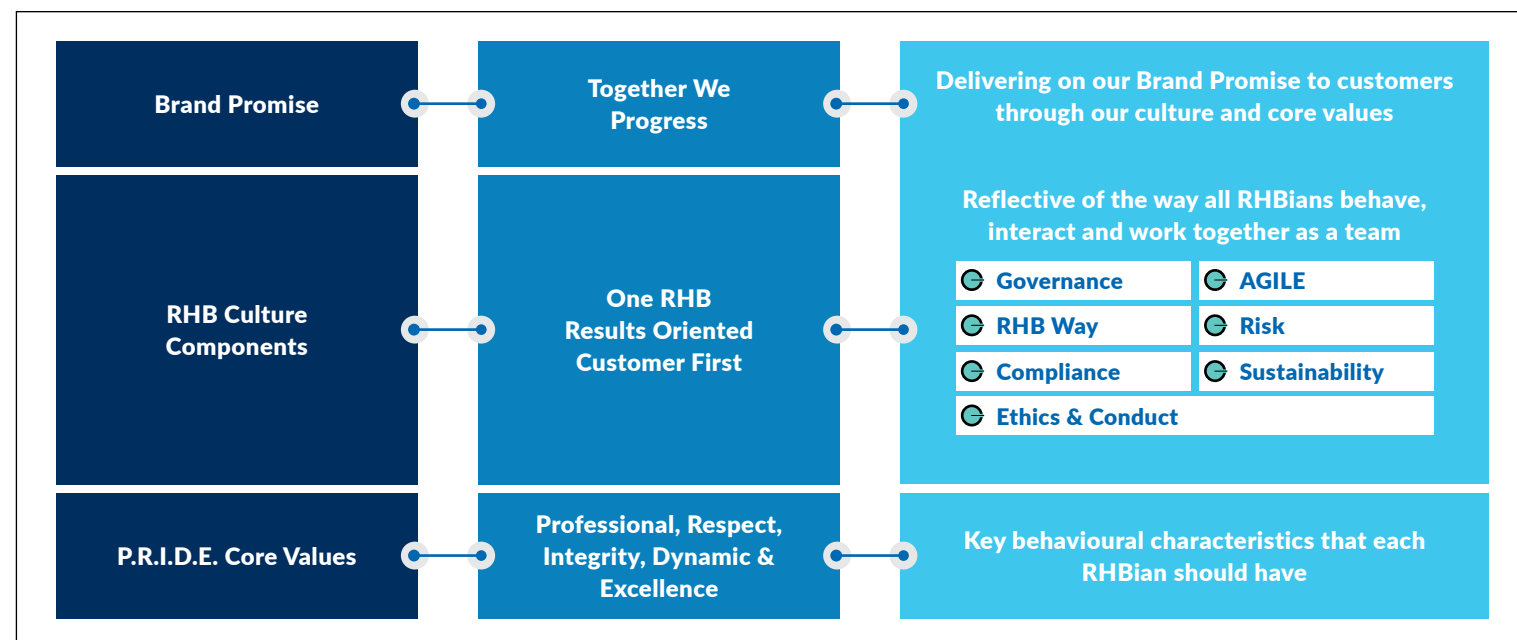 Brand Promise
Together We
Progress
Delivering on our Brand Promise to customers
through our culture and core values
RHB Culture
Components
One RHB
Results Oriented
Customer First
Reflective of the way all RHBians behave,
interact and work together as a team
Governance
AGILE
RHB Way
Risk
Compliance
Sustainability
Ethics & Conduct
P.R.I.D.E. Core Values
Professional, Respect,
Integrity, Dynamic &
Excellence
Key behavioural characteristics that each
RHBian should have